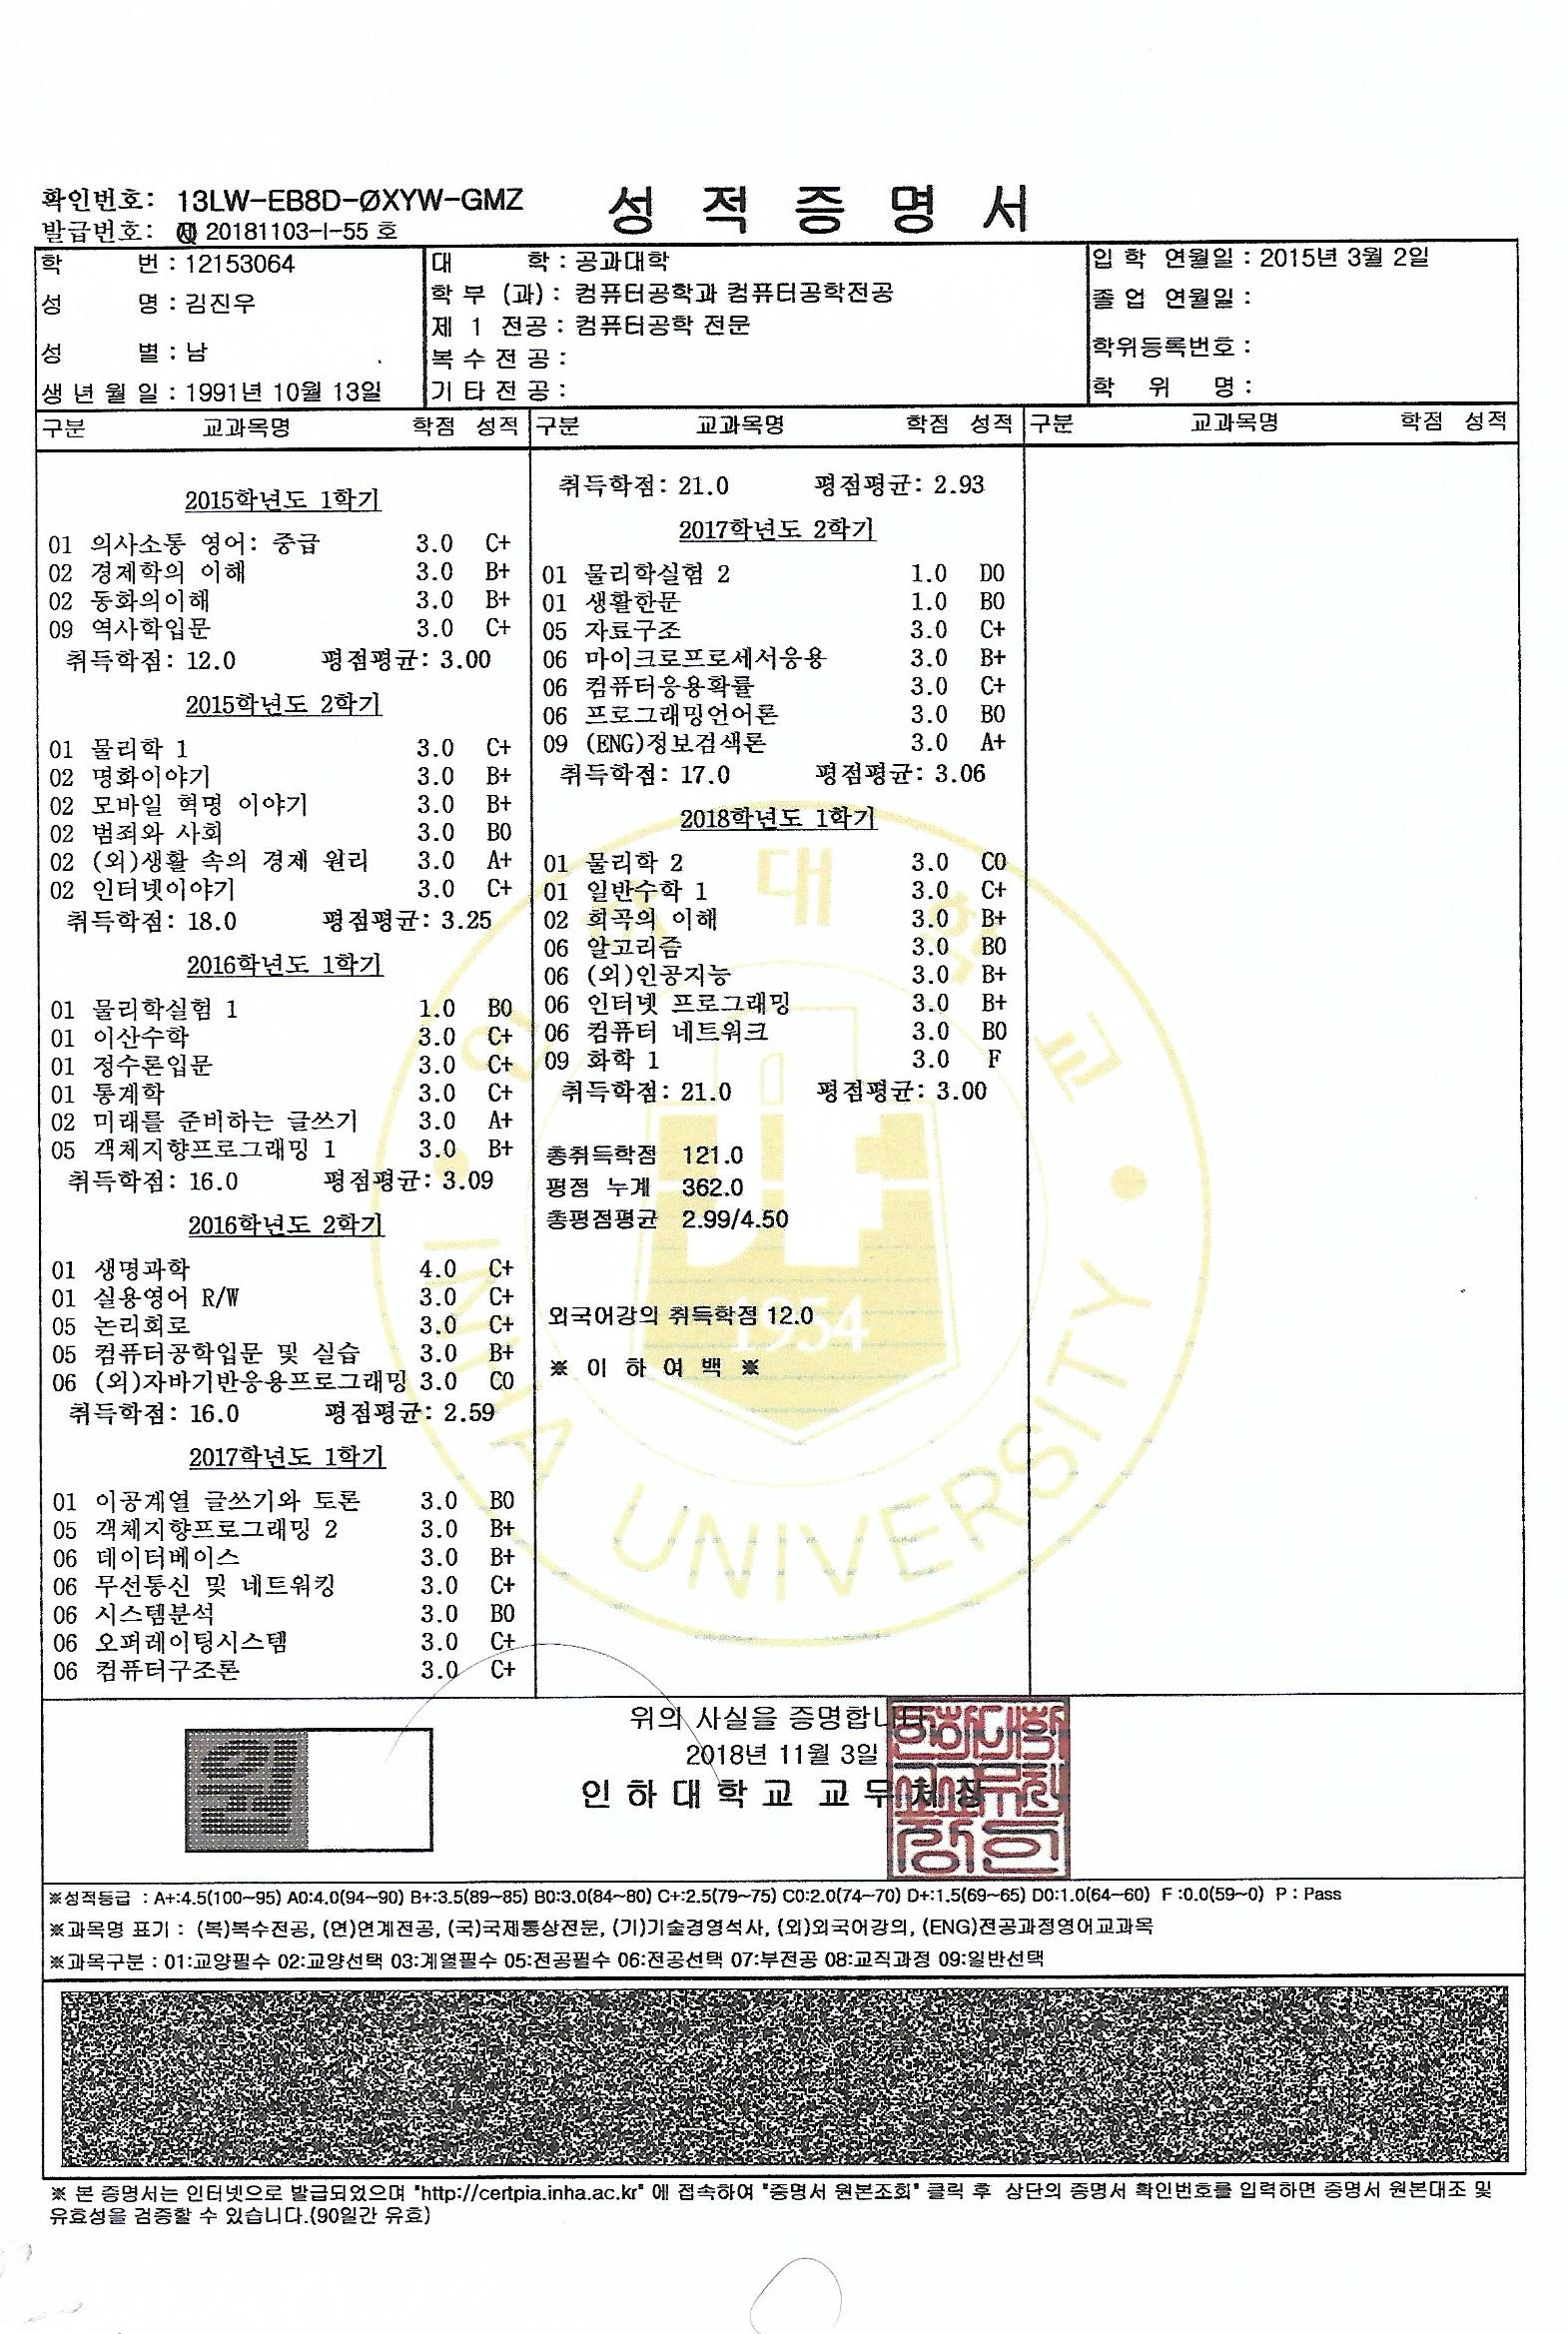 확인번호: 13LW-EB8D-ØXYW-GMZ
성 적 증 명 서
발급번호: 제 20181103-I-55 호
학 번 : 12153064
성 명 : 김진우
성 별 : 남
생 년 월 일 : 1991년 10월 13일
대 학 : 공과대학
학 부 (과) : 컴퓨터공학과 컴퓨터공학전공
제 1 전공 : 컴퓨터공학 전문
복 수 전 공 :
기 타 전 공 :
입 학 연월일 : 2015년 3월 2일
졸 업 연월일 :
학위등록번호 :
학 위 명 :
구분 교과목명 학점 성적
2015학년도 1학기
01 의사소통 영어: 중급 3.0 C+
02 경제학의 이해 3.0 B+
02 동화의이해 3.0 B+
09 역사학입문 3.0 C+
취득학점: 12.0 평점평균: 3.00
2015학년도 2학기
01 물리학 1 3.0 C+
02 명화이야기 3.0 B+
02 모바일 혁명 이야기 3.0 B+
02 범죄와 사회 3.0 B0
02 (외)생활 속의 경제 원리 3.0 A+
02 인터넷이야기 3.0 C+
취득학점: 18.0 평점평균: 3.25
2016학년도 1학기
01 물리학실험 1 1.0 B0
01 이산수학 3.0 C+
01 정수론입문 3.0 C+
01 통계학 3.0 C+
02 미래를 준비하는 글쓰기 3.0 A+
05 객체지향프로그래밍 1 3.0 B+
취득학점: 16.0 평점평균: 3.09
2016학년도 2학기
01 생명과학 4.0 C+
01 실용영어 R/W 3.0 C+
05 논리회로 3.0 C+
05 컴퓨터공학입문 및 실습 3.0 B+
06 (외)자바기반응용프로그래밍 3.0 C0
취득학점: 16.0 평점평균: 2.59
2017학년도 1학기
01 이공계열 글쓰기와 토론 3.0 B0
05 객체지향프로그래밍 2 3.0 B+
06 데이터베이스 3.0 B+
06 무선통신 및 네트워킹 3.0 C+
06 시스템분석 3.0 B0
06 오퍼레이팅시스템 3.0 C+
06 컴퓨터구조론 3.0 C+
구분 교과목명 학점 성적
취득학점: 21.0 평점평균: 2.93
2017학년도 2학기
01 물리학실험 2 1.0 D0
01 생활한문 1.0 B0
05 자료구조 3.0 C+
06 마이크로프로세서응용 3.0 B+
06 컴퓨터응용확률 3.0 C+
06 프로그래밍언어론 3.0 B0
09 (ENG)정보검색론 3.0 A+
취득학점: 17.0 평점평균: 3.06
2018학년도 1학기
01 물리학 2 3.0 C0
01 일반수학 1 3.0 C+
02 희곡의 이해 3.0 B+
06 알고리즘 3.0 B0
06 (외)인공지능 3.0 B+
06 인터넷 프로그래밍 3.0 B+
06 컴퓨터 네트워크 3.0 B0
09 화학 1 3.0 F
취득학점: 21.0 평점평균: 3.00
총취득학점 121.0
평점 누계 362.0
총평점평균 2.99/4.50
외국어강의 취득학점 12.0
※ 이 하 여 백 ※
구분 교과목명 학점 성적
인하대학교
1954
INHA UNIVERSITY
위의 사실을 증명합니다.
2018년 11월 3일
인 하 대 학 교 교 무 처 장
원본
※성적등급 : A+:4.5(100~95) A0:4.0(94~90) B+:3.5(89~85) B0:3.0(84~80) C+:2.5(79~75) C0:2.0(74~70) D+:1.5(69~65) D0:1.0(64~60) F :0.0(59~0) P : Pass
※과목명 표기 : (복)복수전공, (연)연계전공, (국)국제통상전문, (기)기술경영석사, (외)외국어강의, (ENG)전공과정영어교과목
※과목구분 : 01:교양필수 02:교양선택 03:계열필수 05:전공필수 06:전공선택 07:부전공 08:교직과정 09:일반선택
※ 본 증명서는 인터넷으로 발급되었으며 "http://certpia.inha.ac.kr" 에 접속하여 "증명서 원본조회" 클릭 후 상단의 증명서 확인번호를 입력하면 증명서 원본대조 및
유효성을 검증할 수 있습니다.(90일간 유효)